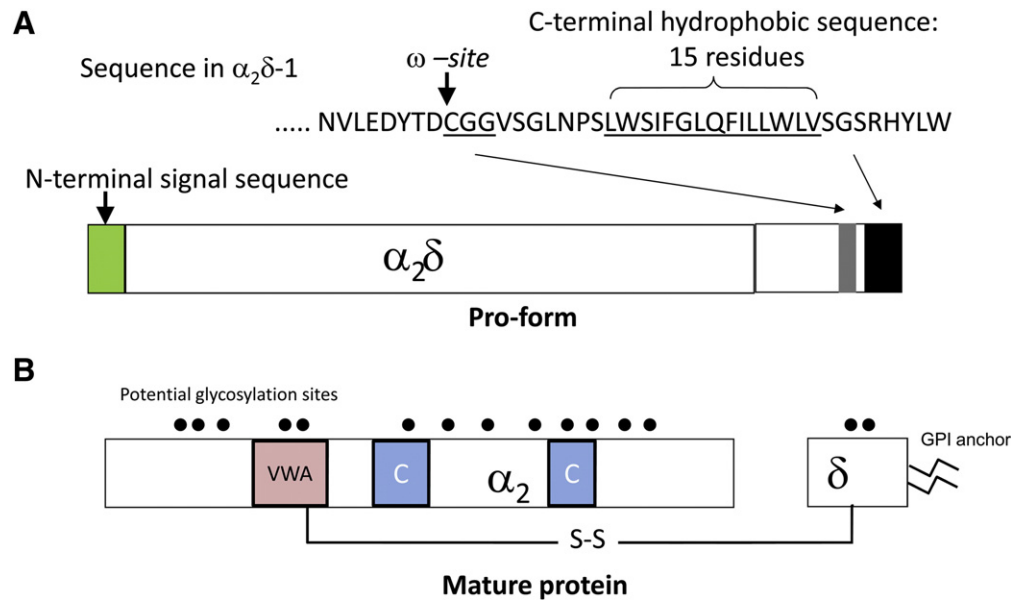 A
C-terminal hydrophobic sequence:
15 residues
ω –site
Sequence in α₂δ-1
..... NVLEDYTDCGGVSGLNPSLWSIFGLQFILLWLVSGSRHYLW
N-terminal signal sequence
α₂δ
Pro-form
B
Potential glycosylation sites
GPI anchor
VWA C α₂ C δ
S-S
Mature protein